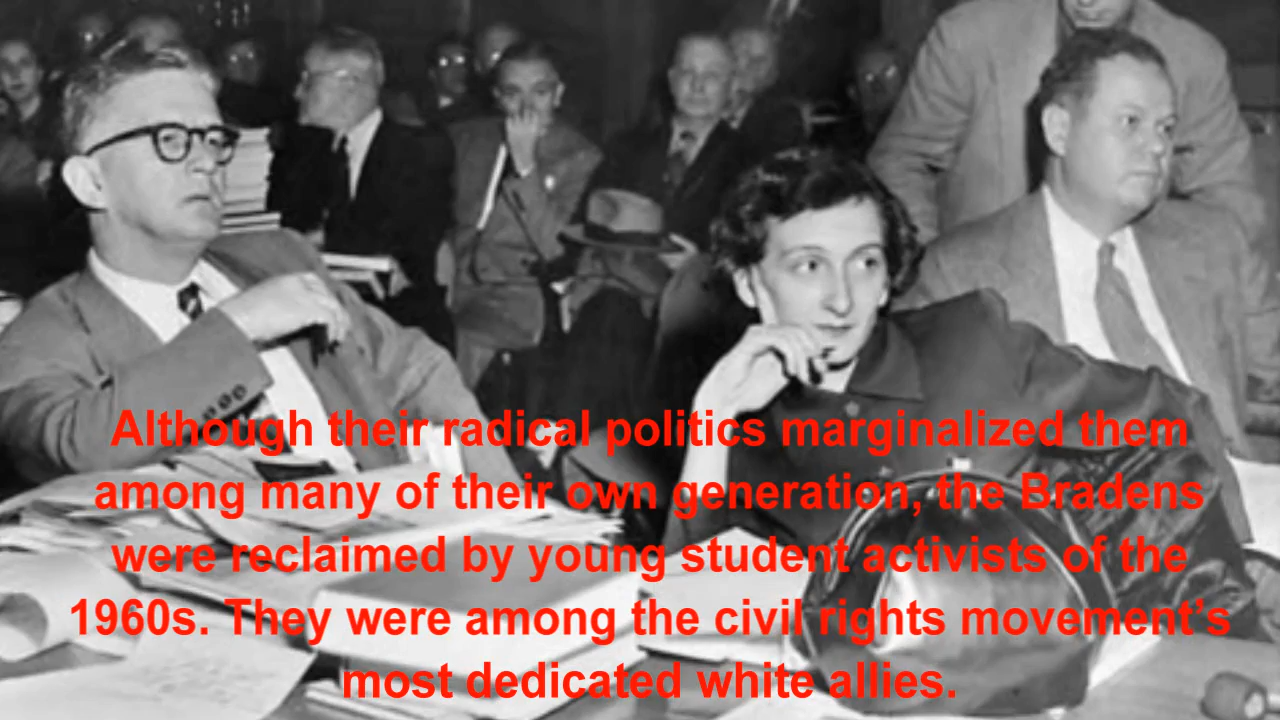 Although their radical politics marginalized them
among many of their own generation, the Bradens
were reclaimed by young student activists of the
1960s. They were among the civil rights movement’s
most dedicated white allies.